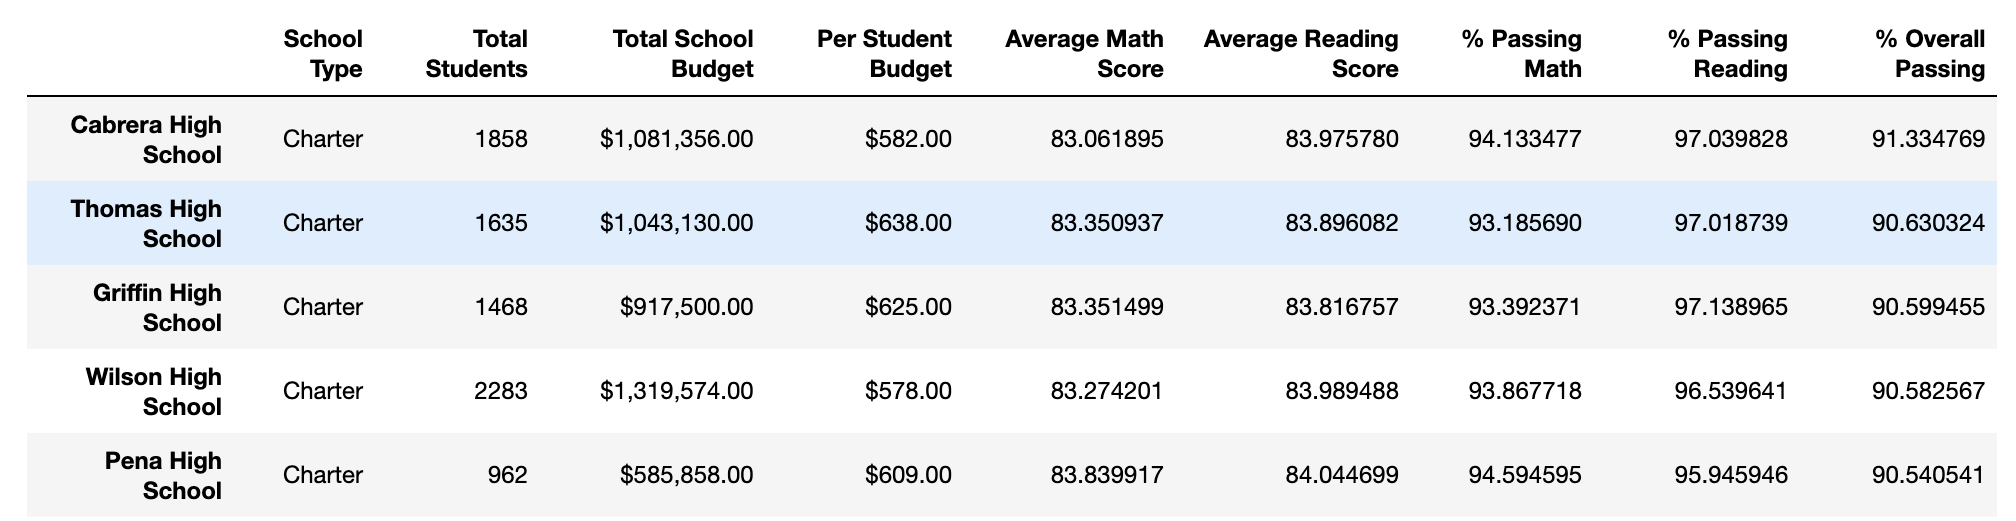 School Total Total School Per Student Average Math Average Reading % Passing % Passing % Overall
Type Students Budget Budget Score Score Math Reading Passing
Cabrera High
School Charter 1858 $1,081,356.00 $582.00 83.061895 83.975780 94.133477 97.039828 91.334769
Thomas High
School Charter 1635 $1,043,130.00 $638.00 83.350937 83.896082 93.185690 97.018739 90.630324
Griffin High
School Charter 1468 $917,500.00 $625.00 83.351499 83.816757 93.392371 97.138965 90.599455
Wilson High
School Charter 2283 $1,319,574.00 $578.00 83.274201 83.989488 93.867718 96.539641 90.582567
Pena High
School Charter 962 $585,858.00 $609.00 83.839917 84.044699 94.594595 95.945946 90.540541